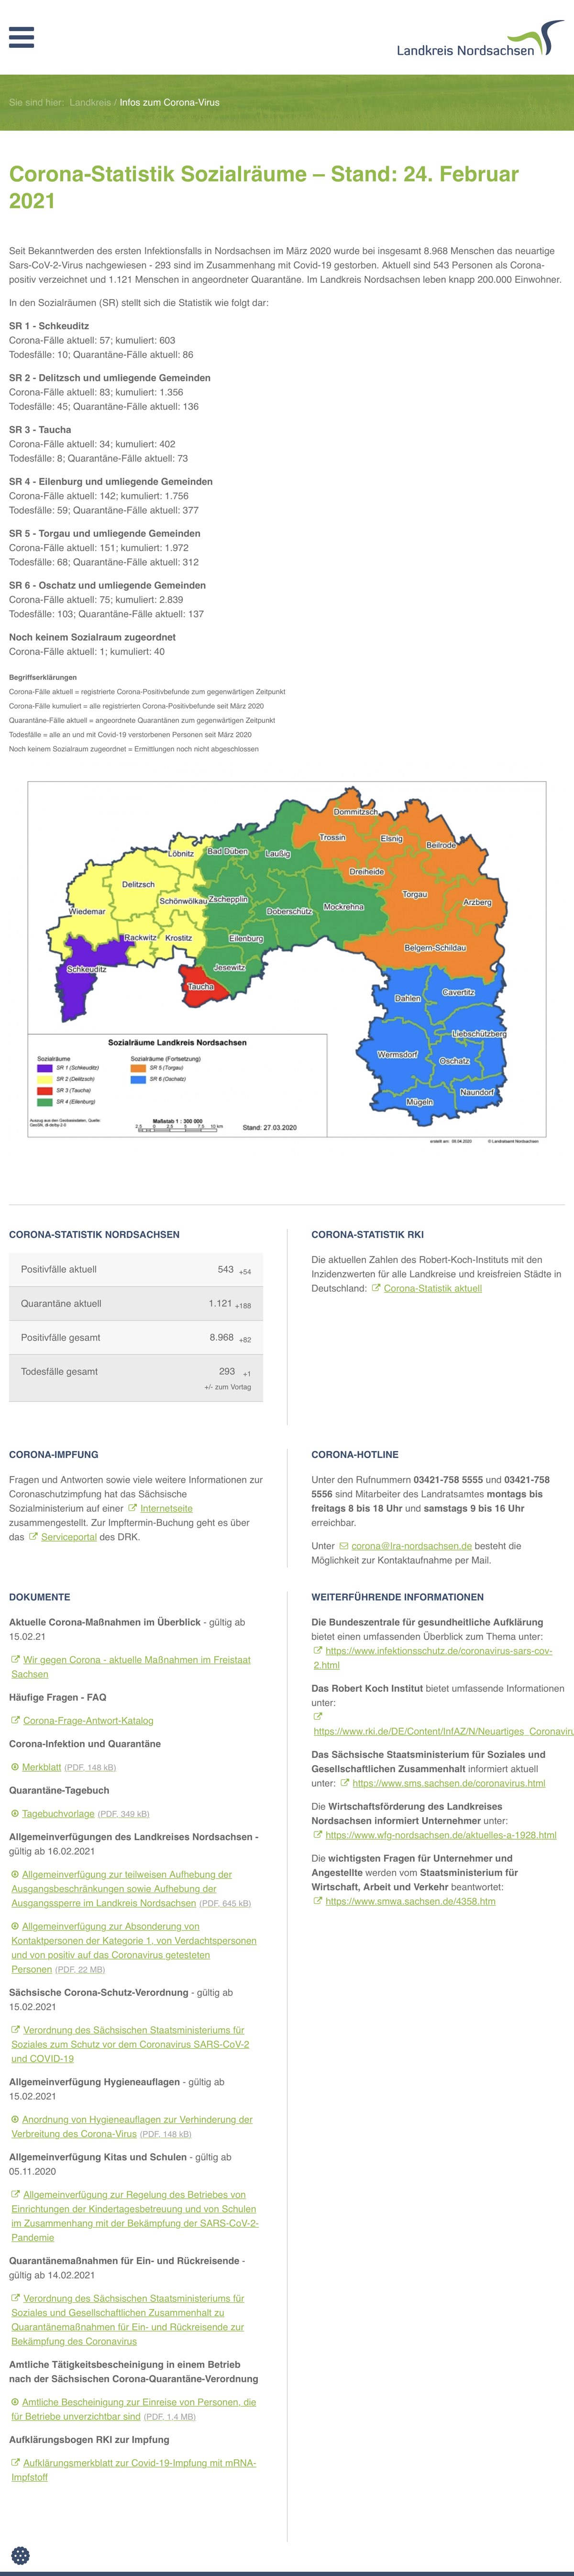 Landkreis Nordsachsen
Sie sind hier: Landkreis / Infos zum Corona-Virus
Corona-Statistik Sozialräume – Stand: 24. Februar
2021
Seit Bekanntwerden des ersten Infektionsfalls in Nordsachsen im März 2020 wurde bei insgesamt 8.968 Menschen das neuartige
Sars-CoV-2-Virus nachgewiesen - 293 sind im Zusammenhang mit Covid-19 gestorben. Aktuell sind 543 Personen als Corona-
positiv verzeichnet und 1.121 Menschen in angeordneter Quarantäne. Im Landkreis Nordsachsen leben knapp 200.000 Einwohner.
In den Sozialräumen (SR) stellt sich die Statistik wie folgt dar:
SR 1 - Schkeuditz
Corona-Fälle aktuell: 57; kumuliert: 603
Todesfälle: 10; Quarantäne-Fälle aktuell: 86
SR 2 - Delitzsch und umliegende Gemeinden
Corona-Fälle aktuell: 83; kumuliert: 1.356
Todesfälle: 45; Quarantäne-Fälle aktuell: 136
SR 3 - Taucha
Corona-Fälle aktuell: 34; kumuliert: 402
Todesfälle: 8; Quarantäne-Fälle aktuell: 73
SR 4 - Eilenburg und umliegende Gemeinden
Corona-Fälle aktuell: 142; kumuliert: 1.756
Todesfälle: 59; Quarantäne-Fälle aktuell: 377
SR 5 - Torgau und umliegende Gemeinden
Corona-Fälle aktuell: 151; kumuliert: 1.972
Todesfälle: 68; Quarantäne-Fälle aktuell: 312
SR 6 - Oschatz und umliegende Gemeinden
Corona-Fälle aktuell: 75; kumuliert: 2.839
Todesfälle: 103; Quarantäne-Fälle aktuell: 137
Noch keinem Sozialraum zugeordnet
Corona-Fälle aktuell: 1; kumuliert: 40
Begriffserklärungen
Corona-Fälle aktuell = registrierte Corona-Positivbefunde zum gegenwärtigen Zeitpunkt
Corona-Fälle kumuliert = alle registrierten Corona-Positivbefunde seit März 2020
Quarantäne-Fälle aktuell = angeordnete Quarantänen zum gegenwärtigen Zeitpunkt
Todesfälle = alle an und mit Covid-19 verstorbenen Personen seit März 2020
Noch keinem Sozialraum zugeordnet = Ermittlungen noch nicht abgeschlossen
Dommitzsch
Trossin
Elsnig
Beilrode
Löbnitz
Bad Düben
Laußig
Dreiheide
Delitzsch
Schönwölkau
Zschepplin
Torgau
Arzberg
Wiedemar
Doberschütz
Mockrehna
Rackwitz
Krostitz
Eilenburg
Belgern-Schildau
Schkeuditz
Jesewitz
Taucha
Dahlen
Cavertitz
Liebschützberg
Wermsdorf
Oschatz
Naundorf
Mügeln
Sozialräume Landkreis Nordsachsen
Sozialräume
Sozialräume (Fortsetzung)
SR 1 (Schkeuditz)
SR 5 (Torgau)
SR 2 (Delitzsch)
SR 6 (Oschatz)
SR 3 (Taucha)
SR 4 (Eilenburg)
Auszug aus den Geobasisdaten, Quelle:
GeoSN, dl-de/by-2-0
Maßstab 1 : 300 000
2,5 0 2,5 5 7,5 10 km
Stand: 27.03.2020
erstellt am: 08.04.2020 © Landratsamt Nordsachsen
CORONA-STATISTIK NORDSACHSEN
Positivfälle aktuell 543 +54
Quarantäne aktuell 1.121 +188
Positivfälle gesamt 8.968 +82
Todesfälle gesamt 293 +1
+/- zum Vortag
CORONA-STATISTIK RKI
Die aktuellen Zahlen des Robert-Koch-Instituts mit den
Inzidenzwerten für alle Landkreise und kreisfreien Städte in
Deutschland: Corona-Statistik aktuell
CORONA-IMPFUNG
Fragen und Antworten sowie viele weitere Informationen zur
Coronaschutzimpfung hat das Sächsische
Sozialministerium auf einer Internetseite
zusammengestellt. Zur Impftermin-Buchung geht es über
das Serviceportal des DRK.
CORONA-HOTLINE
Unter den Rufnummern 03421-758 5555 und 03421-758
5556 sind Mitarbeiter des Landratsamtes montags bis
freitags 8 bis 18 Uhr und samstags 9 bis 16 Uhr
erreichbar.
Unter corona@lra-nordsachsen.de besteht die
Möglichkeit zur Kontaktaufnahme per Mail.
DOKUMENTE
Aktuelle Corona-Maßnahmen im Überblick - gültig ab
15.02.21
Wir gegen Corona - aktuelle Maßnahmen im Freistaat
Sachsen
Häufige Fragen - FAQ
Corona-Frage-Antwort-Katalog
Corona-Infektion und Quarantäne
Merkblatt (PDF, 148 kB)
Quarantäne-Tagebuch
Tagebuchvorlage (PDF, 349 kB)
Allgemeinverfügungen des Landkreises Nordsachsen -
gültig ab 16.02.2021
Allgemeinverfügung zur teilweisen Aufhebung der
Ausgangsbeschränkungen sowie Aufhebung der
Ausgangssperre im Landkreis Nordsachsen (PDF, 645 kB)
Allgemeinverfügung zur Absonderung von
Kontaktpersonen der Kategorie 1, von Verdachtspersonen
und von positiv auf das Coronavirus getesteten
Personen (PDF, 22 MB)
Sächsische Corona-Schutz-Verordnung - gültig ab
15.02.2021
Verordnung des Sächsischen Staatsministeriums für
Soziales zum Schutz vor dem Coronavirus SARS-CoV-2
und COVID-19
Allgemeinverfügung Hygieneauflagen - gültig ab
15.02.2021
Anordnung von Hygieneauflagen zur Verhinderung der
Verbreitung des Corona-Virus (PDF, 148 kB)
Allgemeinverfügung Kitas und Schulen - gültig ab
05.11.2020
Allgemeinverfügung zur Regelung des Betriebes von
Einrichtungen der Kindertagesbetreuung und von Schulen
im Zusammenhang mit der Bekämpfung der SARS-CoV-2-
Pandemie
Quarantänemaßnahmen für Ein- und Rückreisende -
gültig ab 14.02.2021
Verordnung des Sächsischen Staatsministeriums für
Soziales und Gesellschaftlichen Zusammenhalt zu
Quarantänemaßnahmen für Ein- und Rückreisende zur
Bekämpfung des Coronavirus
Amtliche Tätigkeitsbescheinigung in einem Betrieb
nach der Sächsischen Corona-Quarantäne-Verordnung
Amtliche Bescheinigung zur Einreise von Personen, die
für Betriebe unverzichtbar sind (PDF, 1,4 MB)
Aufklärungsbogen RKI zur Impfung
Aufklärungsmerkblatt zur Covid-19-Impfung mit mRNA-
Impfstoff
WEITERFÜHRENDE INFORMATIONEN
Die Bundeszentrale für gesundheitliche Aufklärung
bietet einen umfassenden Überblick zum Thema unter:
https://www.infektionsschutz.de/coronavirus-sars-cov-
2.html
Das Robert Koch Institut bietet umfassende Informationen
unter:
https://www.rki.de/DE/Content/InfAZ/N/Neuartiges_Coronaviru
Das Sächsische Staatsministerium für Soziales und
Gesellschaftlichen Zusammenhalt informiert aktuell
unter: https://www.sms.sachsen.de/coronavirus.html
Die Wirtschaftsförderung des Landkreises
Nordsachsen informiert Unternehmer unter:
https://www.wfg-nordsachsen.de/aktuelles-a-1928.html
Die wichtigsten Fragen für Unternehmer und
Angestellte werden vom Staatsministerium für
Wirtschaft, Arbeit und Verkehr beantwortet:
https://www.smwa.sachsen.de/4358.htm